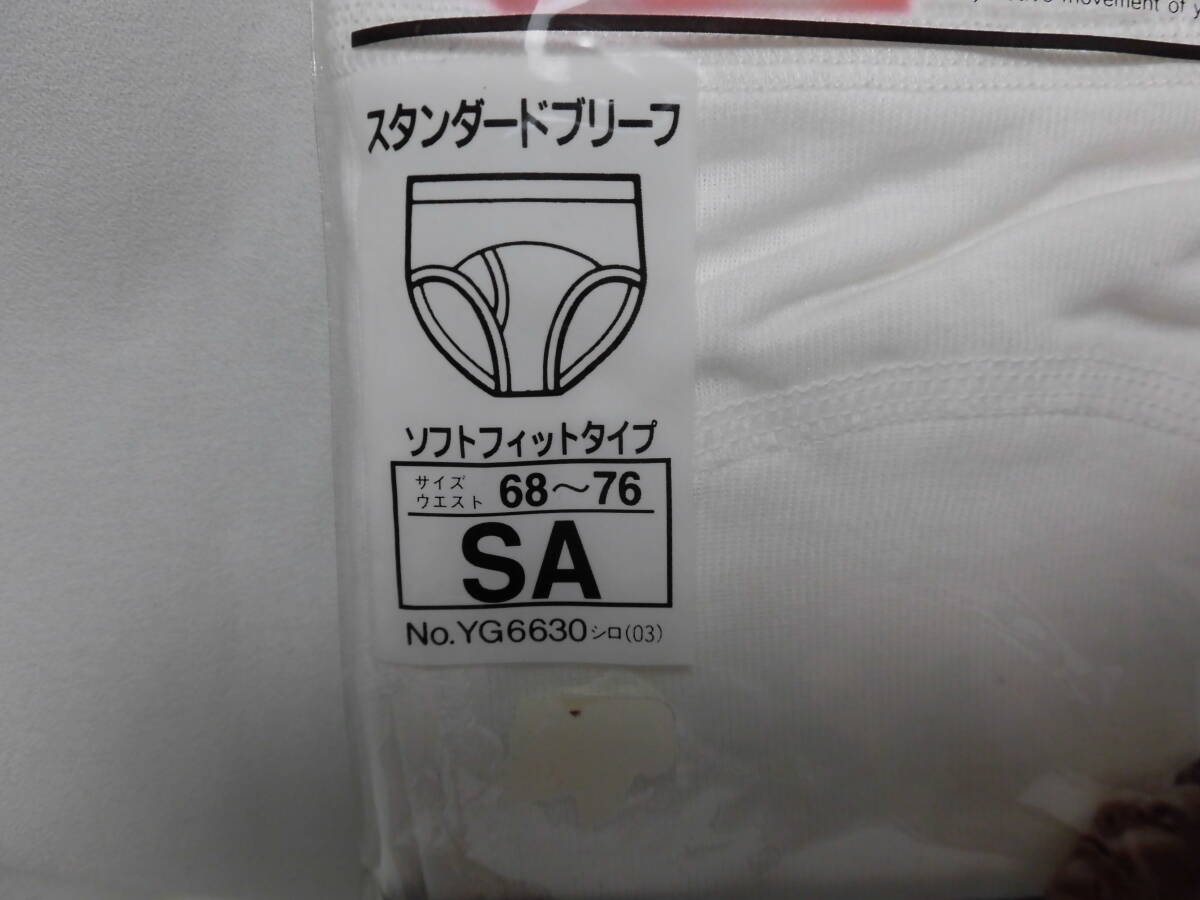 movement of y
スタンダードブリーフ
ソフトフィットタイプ
サイズ
ウエスト 68～76
SA
No.YG6630シロ(03)